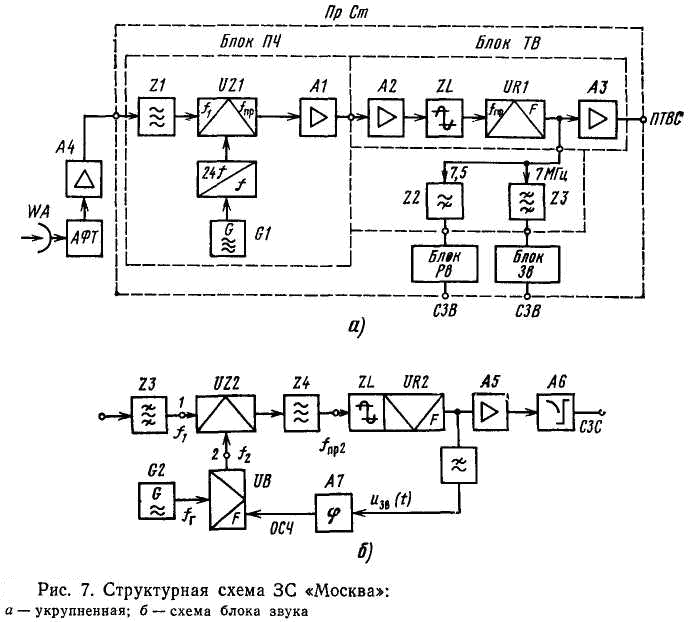 Пр Ст
Блок ПЧ
Блок ТВ
Z1
UZ1
A1
A2
ZL
UR1
A3
f₁
fпр
fпр
F
ПТВС
A4
24f
f
7,5
7МГц
Z2
Z3
WA
АФТ
G
G1
Блок РВ
Блок ЗВ
СЗВ
СЗВ
а)
Z3
UZ2
Z4
ZL
UR2
A5
A6
1
f₁
F
fпр2
СЗС
2
f₂
G2
UB
A7
G
F
φ
uзв(t)
fг
ОСЧ
б)
Рис. 7. Структурная схема ЗС «Москва»:
а — укрупненная; б — схема блока звука